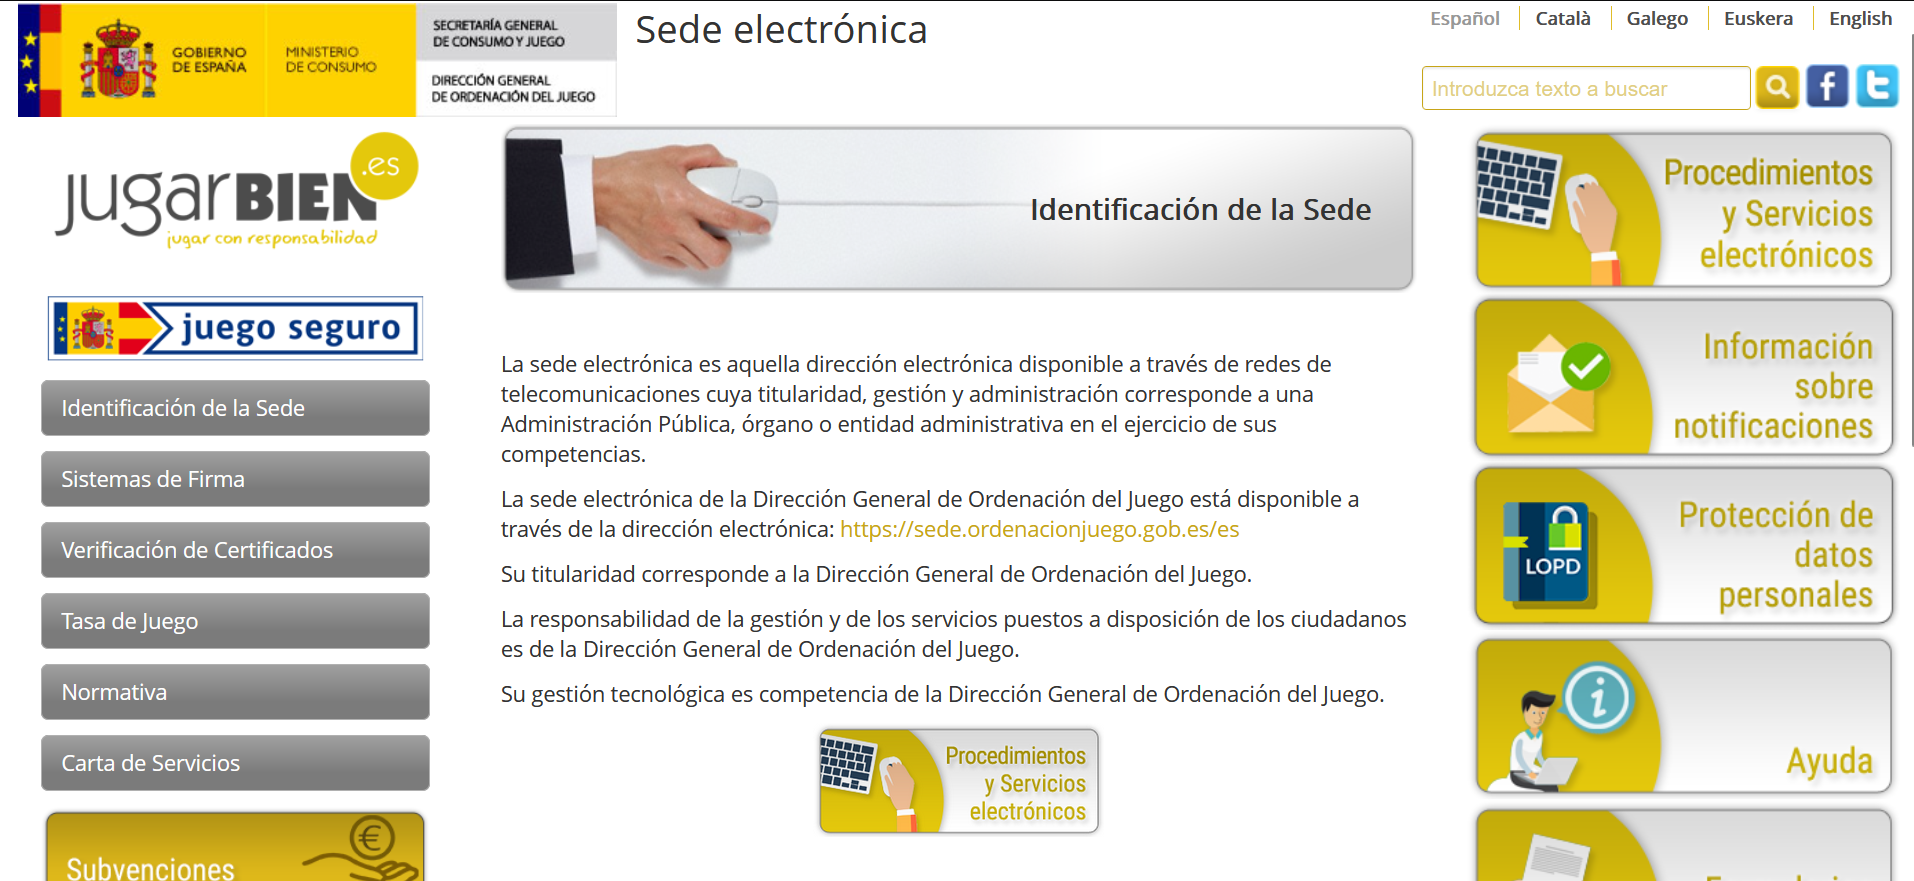 GOBIERNO
DE ESPAÑA
MINISTERIO
DE CONSUMO
SECRETARÍA GENERAL
DE CONSUMO Y JUEGO
DIRECCIÓN GENERAL
DE ORDENACIÓN DEL JUEGO
Sede electrónica
Español
Català
Galego
Euskera
English
Introduzca texto a buscar
jugarBIEN.es
jugar con responsabilidad
juego seguro
Identificación de la Sede
Sistemas de Firma
Verificación de Certificados
Tasa de Juego
Normativa
Carta de Servicios
Subvenciones
Identificación de la Sede
La sede electrónica es aquella dirección electrónica disponible a través de redes de
telecomunicaciones cuya titularidad, gestión y administración corresponde a una
Administración Pública, órgano o entidad administrativa en el ejercicio de sus
competencias.
La sede electrónica de la Dirección General de Ordenación del Juego está disponible a
través de la dirección electrónica: https://sede.ordenacionjuego.gob.es/es
Su titularidad corresponde a la Dirección General de Ordenación del Juego.
La responsabilidad de la gestión y de los servicios puestos a disposición de los ciudadanos
es de la Dirección General de Ordenación del Juego.
Su gestión tecnológica es competencia de la Dirección General de Ordenación del Juego.
Procedimientos
y Servicios
electrónicos
Procedimientos
y Servicios
electrónicos
Información
sobre
notificaciones
LOPD
Protección de
datos
personales
Ayuda